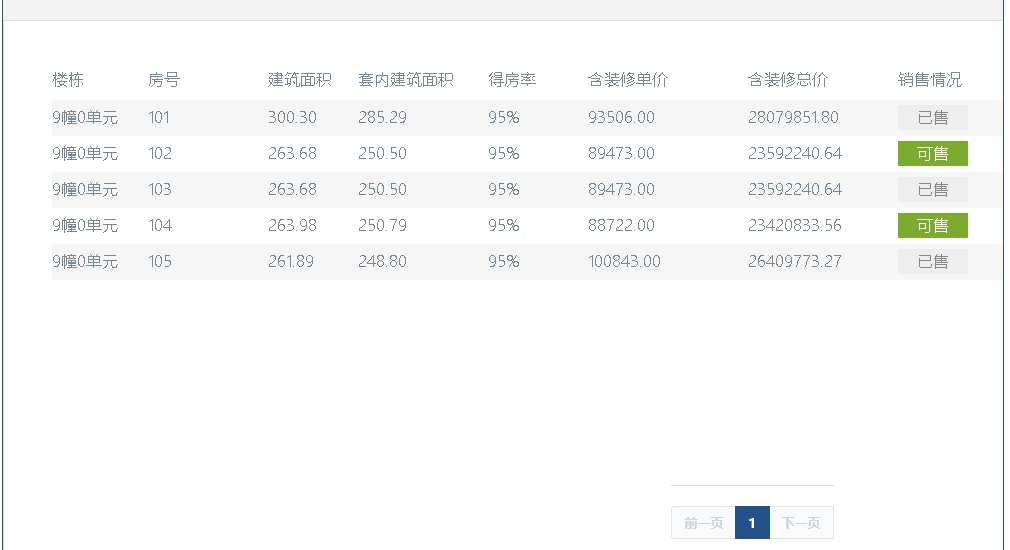 楼栋 房号 建筑面积 套内建筑面积 得房率 含装修单价 含装修总价 销售情况
9幢0单元 101 300.30 285.29 95% 93506.00 28079851.80 已售
9幢0单元 102 263.68 250.50 95% 89473.00 23592240.64 可售
9幢0单元 103 263.68 250.50 95% 89473.00 23592240.64 已售
9幢0单元 104 263.98 250.79 95% 88722.00 23420833.56 可售
9幢0单元 105 261.89 248.80 95% 100843.00 26409773.27 已售
前一页 1 下一页